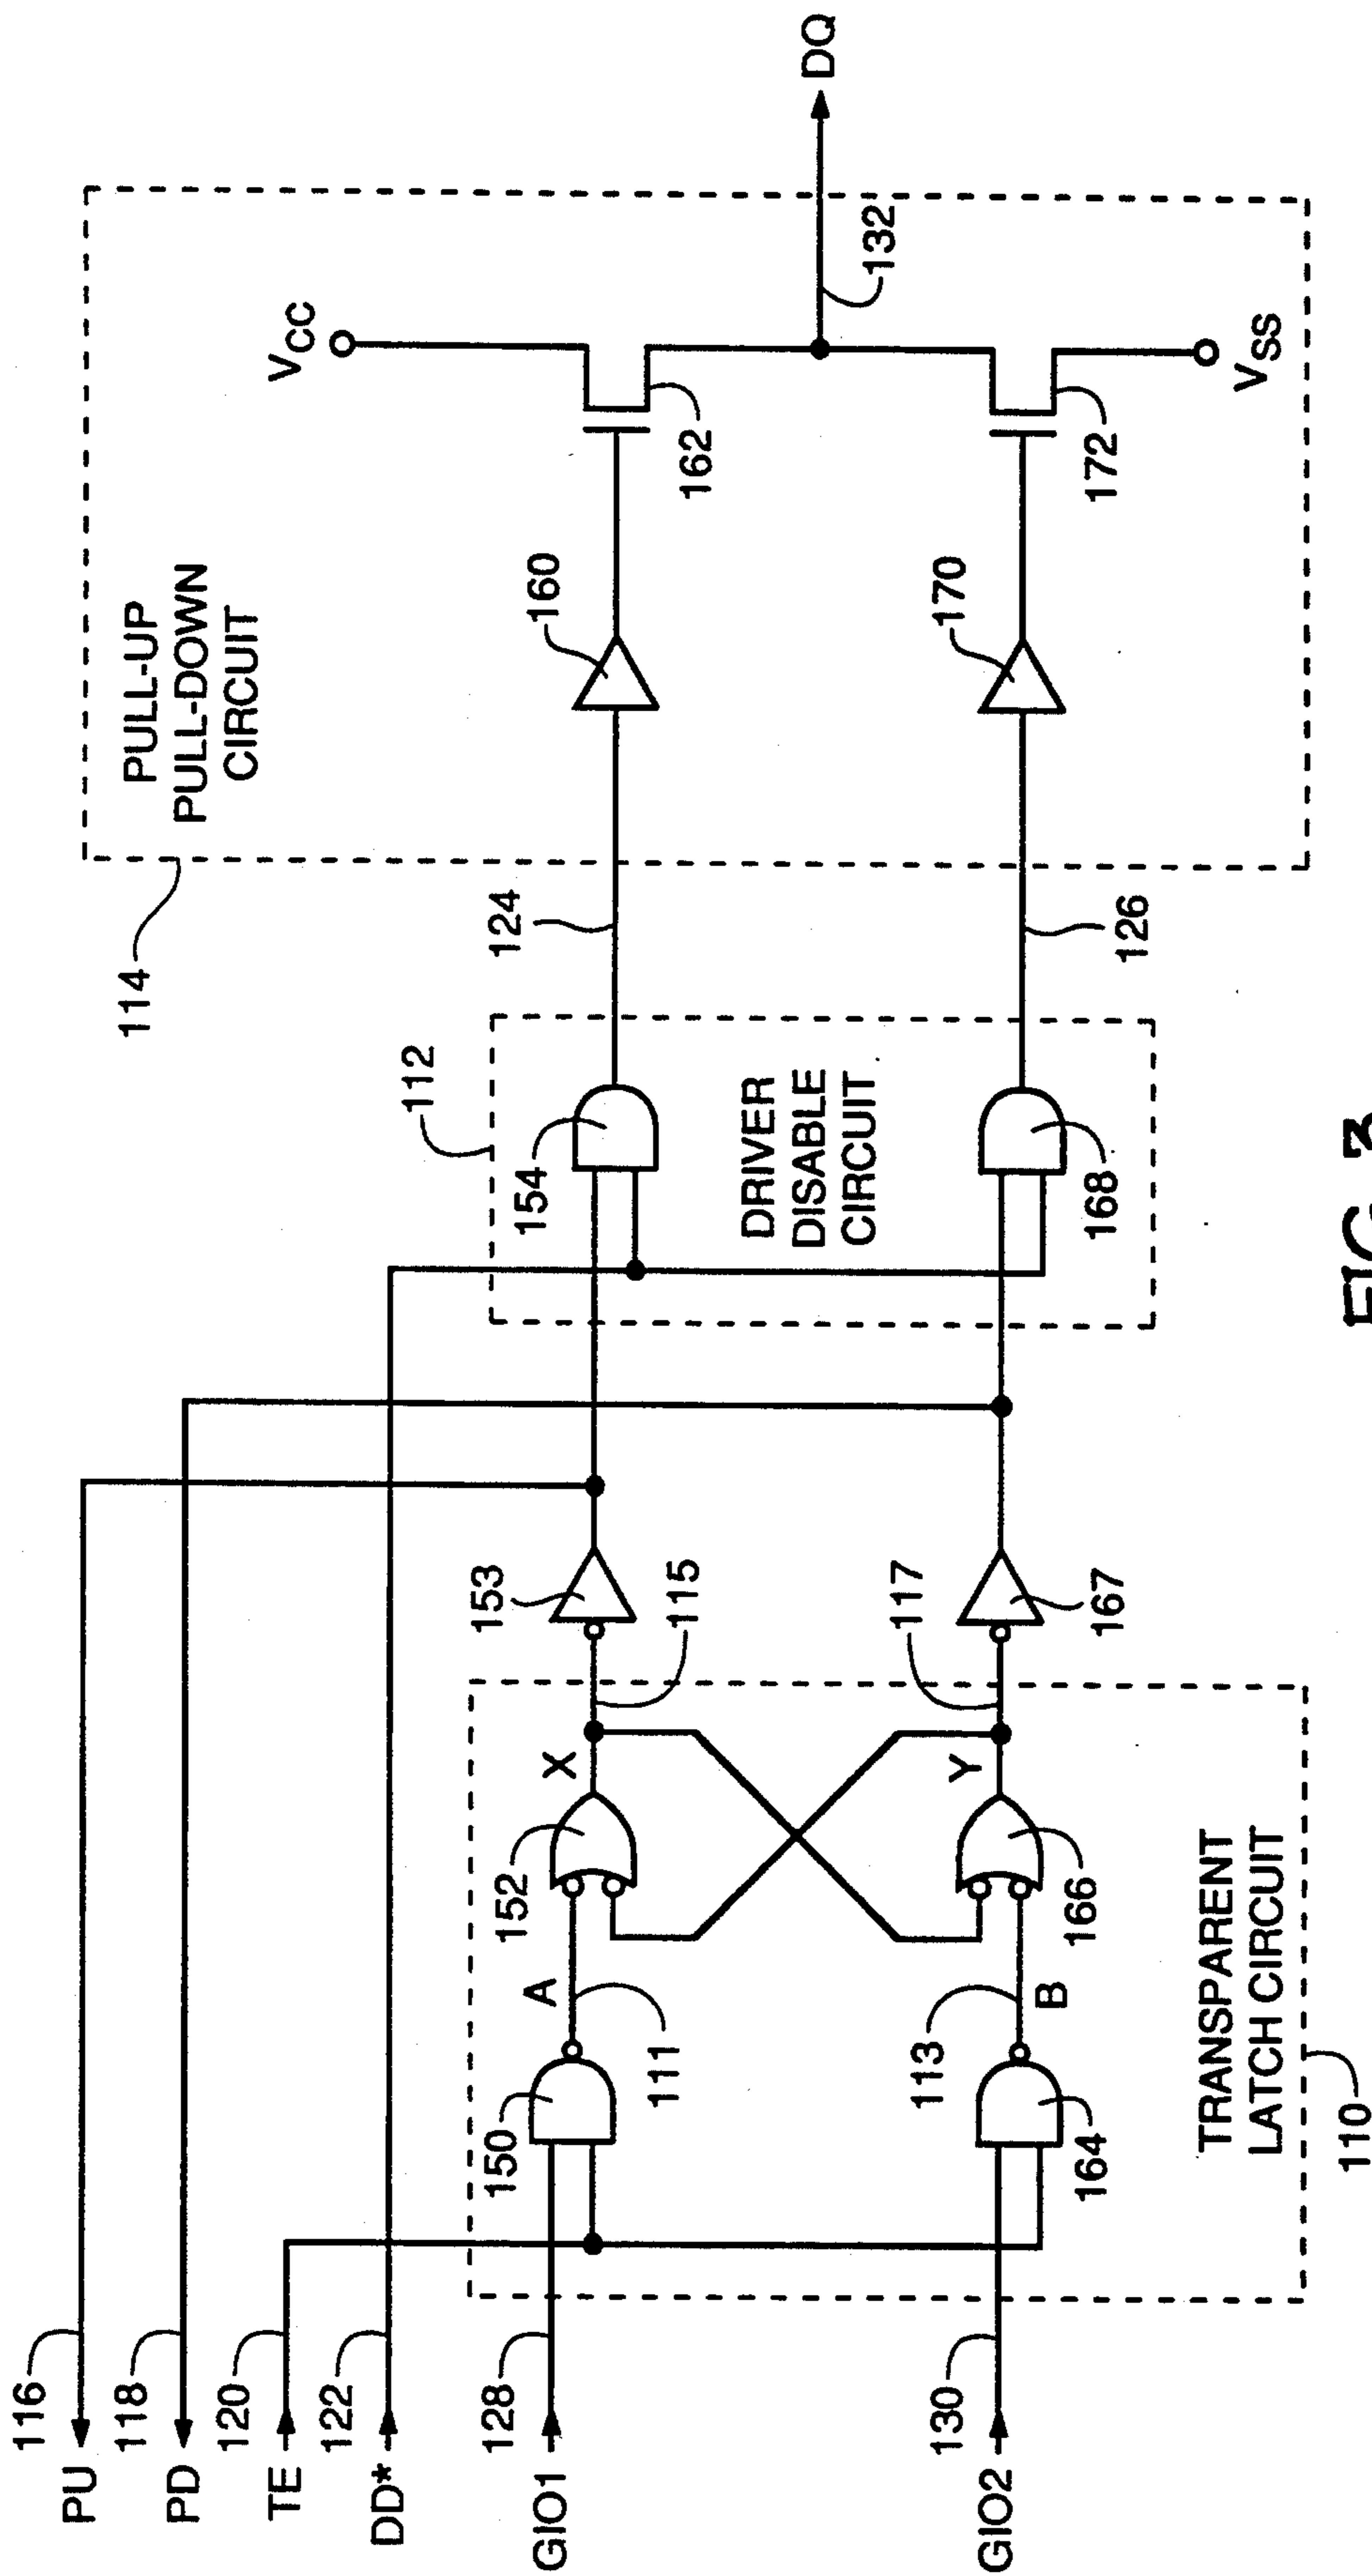 116
PU
118
PD
120
TE
122
DD*
128
GIO1
130
GIO2
150
A
111
152
X
115
153
164
B
113
166
Y
117
167
TRANSPARENT
LATCH CIRCUIT
110
112
154
168
DRIVER
DISABLE
CIRCUIT
124
126
114
PULL-UP
PULL-DOWN
CIRCUIT
160
170
162
172
VCC
VSS
132
DQ
FIG. 3